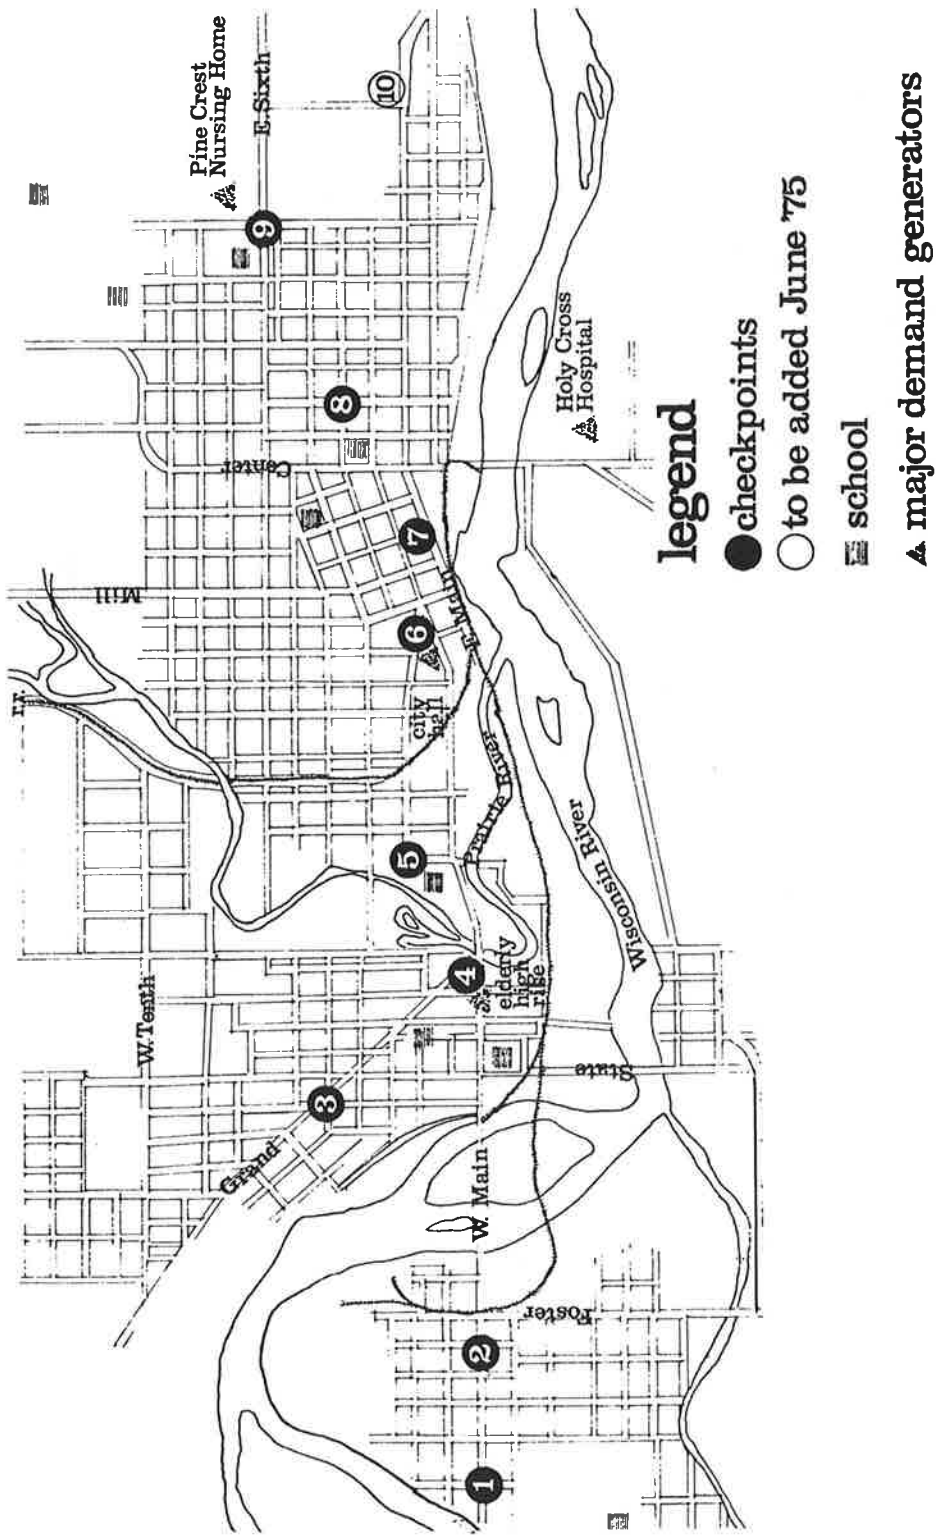 Pine Crest
Nursing Home
E. Sixth
10
9
8
Center
Holy Cross
Hospital
7
Mill
6
E. Main
city
hall
r.r.
Prairie River
5
Wisconsin River
4
elderly
high
rise
W. Tenth
State
3
Grand
W. Main
Foster
2
1
legend
checkpoints
to be added June '75
school
major demand generators